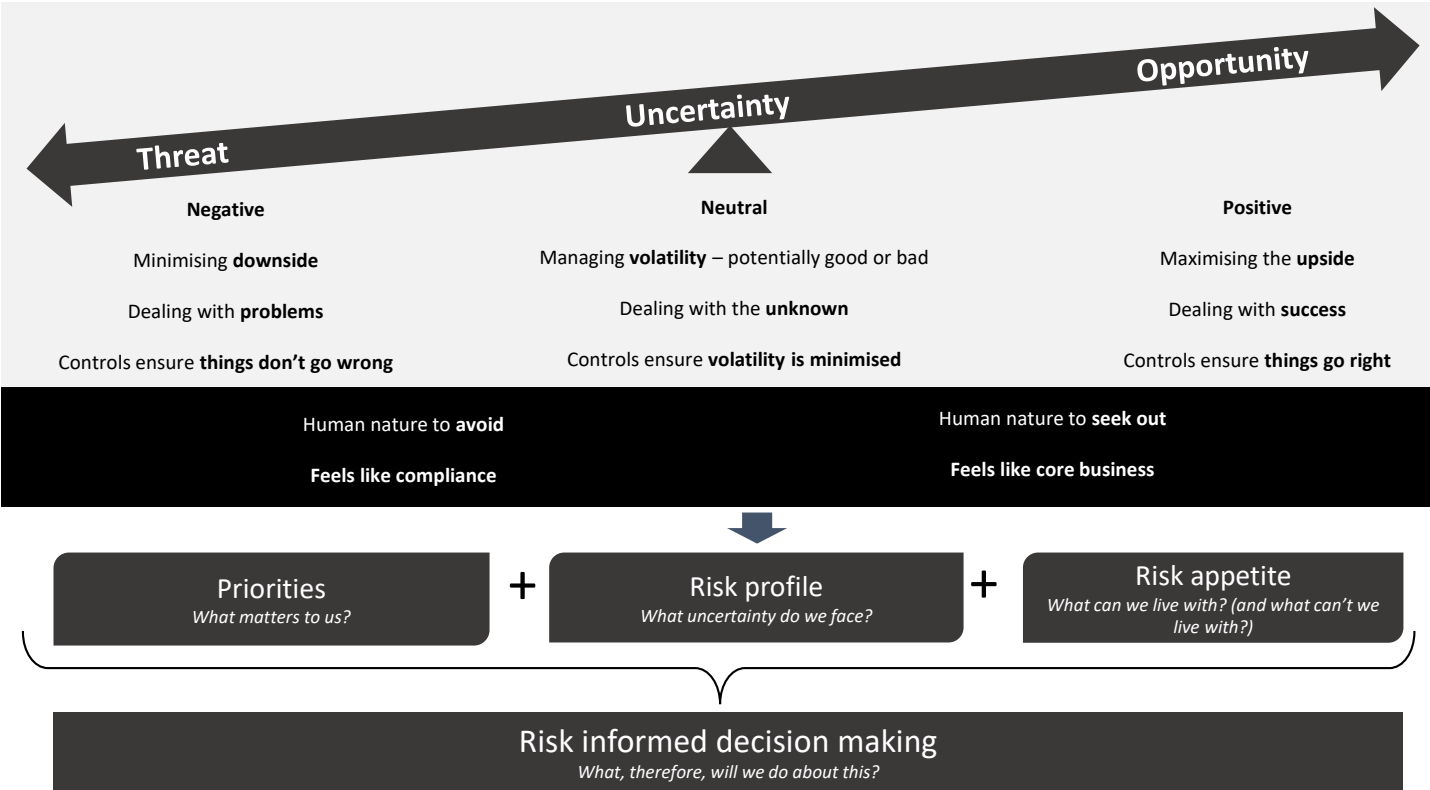 Opportunity
Uncertainty
Threat
Negative
Neutral
Positive
Minimising downside
Managing volatility – potentially good or bad
Maximising the upside
Dealing with problems
Dealing with the unknown
Dealing with success
Controls ensure things don’t go wrong
Controls ensure volatility is minimised
Controls ensure things go right
Human nature to avoid
Human nature to seek out
Feels like compliance
Feels like core business
Priorities
What matters to us?
+
Risk profile
What uncertainty do we face?
+
Risk appetite
What can we live with? (and what can’t we
live with?)
Risk informed decision making
What, therefore, will we do about this?